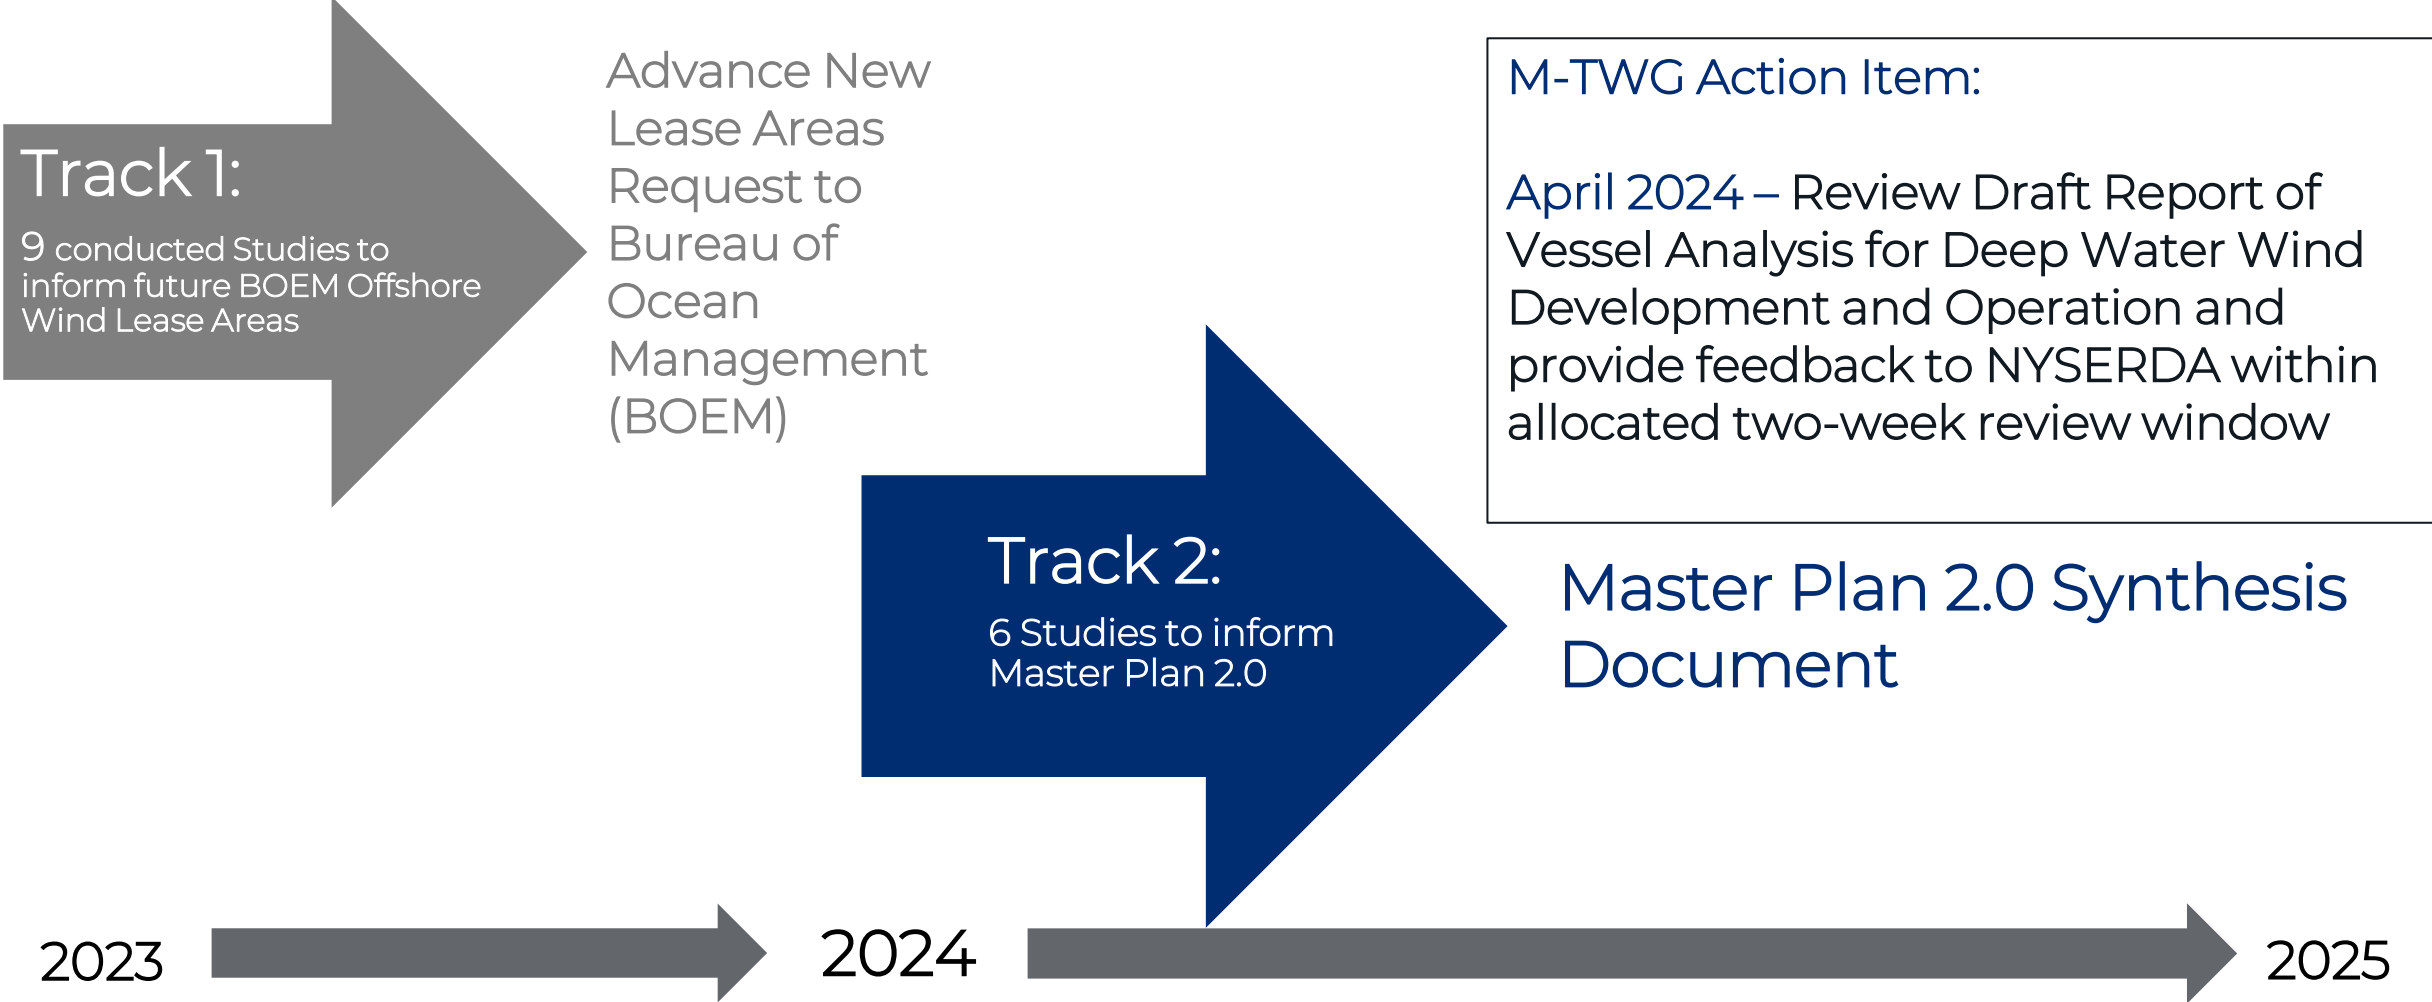 Track 1:
9 conducted Studies to
inform future BOEM Offshore
Wind Lease Areas
Advance New
Lease Areas
Request to
Bureau of
Ocean
Management
(BOEM)
M-TWG Action Item:
April 2024 – Review Draft Report of
Vessel Analysis for Deep Water Wind
Development and Operation and
provide feedback to NYSERDA within
allocated two-week review window
Track 2:
6 Studies to inform
Master Plan 2.0
Master Plan 2.0 Synthesis
Document
2023
2024
2025